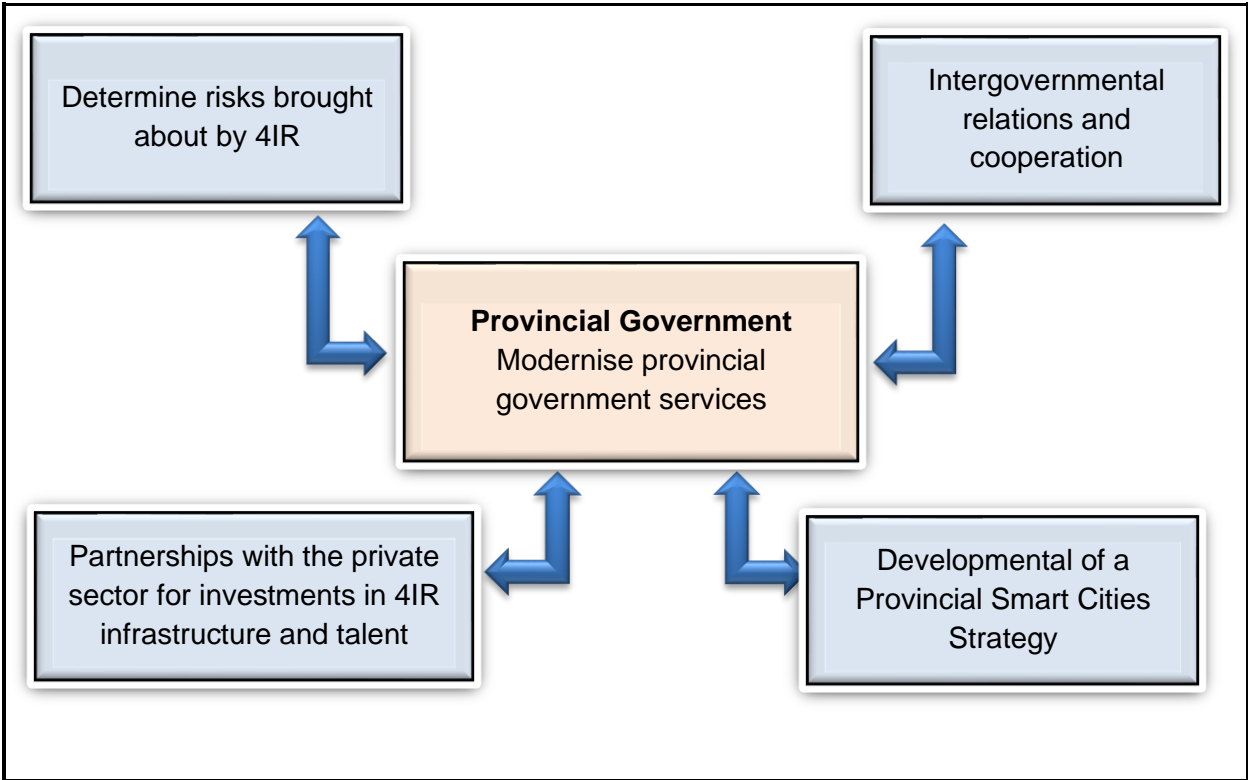 Determine risks brought
about by 4IR
Intergovernmental
relations and
cooperation
Provincial Government
Modernise provincial
government services
Partnerships with the private
sector for investments in 4IR
infrastructure and talent
Developmental of a
Provincial Smart Cities
Strategy